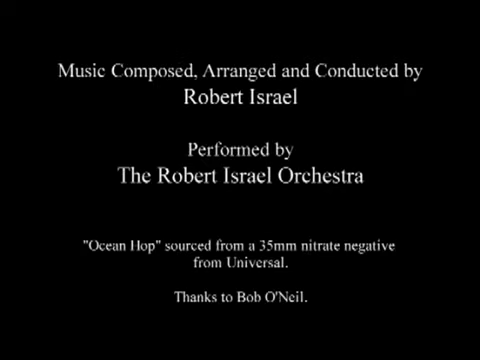 Music Composed, Arranged and Conducted by
Robert Israel
Performed by
The Robert Israel Orchestra
"Ocean Hop" sourced from a 35mm nitrate negative
from Universal.
Thanks to Bob O'Neil.